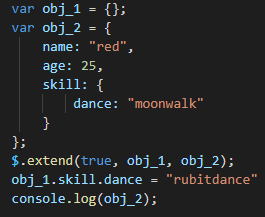 var obj_1 = {};
var obj_2 = {
    name: "red",
    age: 25,
    skill: {
        dance: "moonwalk"
    }
};
$.extend(true, obj_1, obj_2);
obj_1.skill.dance = "rubitdance"
console.log(obj_2);